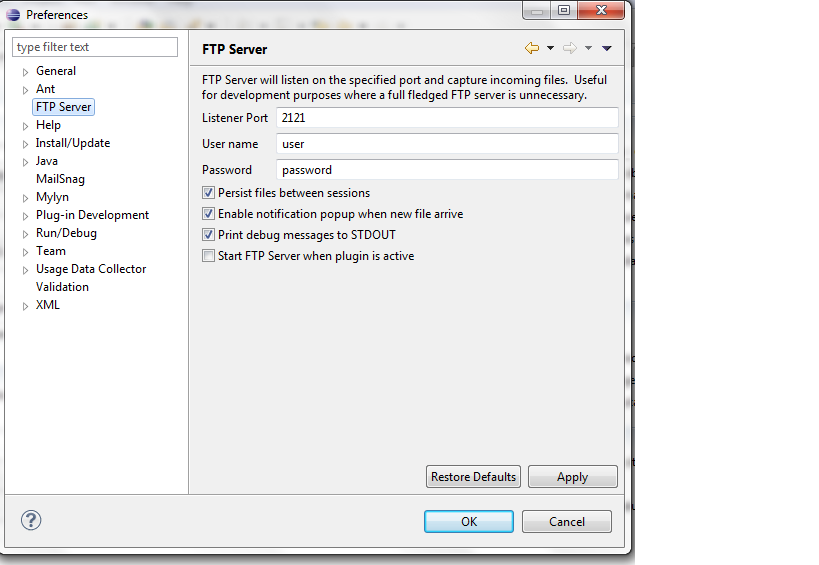 Preferences
type filter text
General
Ant
FTP Server
Help
Install/Update
Java
MailSnag
Mylyn
Plug-in Development
Run/Debug
Team
Usage Data Collector
Validation
XML
FTP Server
FTP Server will listen on the specified port and capture incoming files. Useful
for development purposes where a full fledged FTP server is unnecessary.
Listener Port 2121
User name user
Password password
Persist files between sessions
Enable notification popup when new file arrive
Print debug messages to STDOUT
Start FTP Server when plugin is active
Restore Defaults Apply
OK Cancel